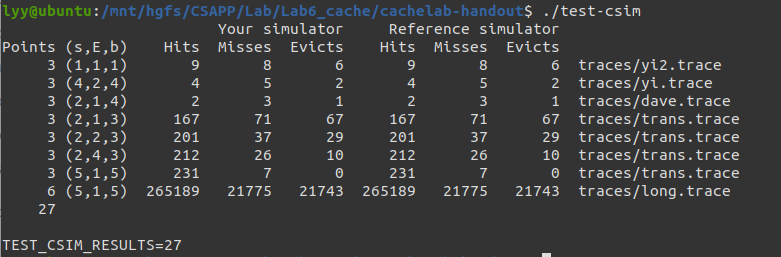 lyy@ubuntu:/mnt/hgfs/CSAPP/Lab/Lab6_cache/cachelab-handout$ ./test-csim
                        Your simulator     Reference simulator
Points (s,E,b)    Hits  Misses  Evicts    Hits  Misses  Evicts
     3 (1,1,1)       9       8       6       9       8       6  traces/yi2.trace
     3 (4,2,4)       4       5       2       4       5       2  traces/yi.trace
     3 (2,1,4)       2       3       1       2       3       1  traces/dave.trace
     3 (2,1,3)     167      71      67     167      71      67  traces/trans.trace
     3 (2,2,3)     201      37      29     201      37      29  traces/trans.trace
     3 (2,4,3)     212      26      10     212      26      10  traces/trans.trace
     3 (5,1,5)     231       7       0     231       7       0  traces/trans.trace
     6 (5,1,5)  265189   21775   21743  265189   21775   21743  traces/long.trace
    27
TEST_CSIM_RESULTS=27